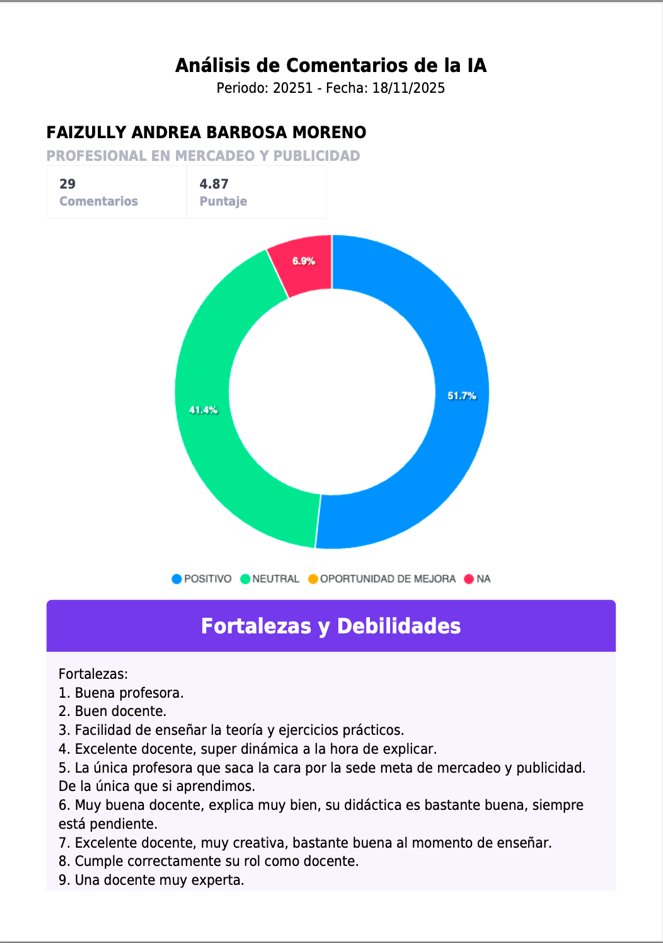 Análisis de Comentarios de la IA
Periodo: 20251 - Fecha: 18/11/2025
FAIZULLY ANDREA BARBOSA MORENO
PROFESIONAL EN MERCADEO Y PUBLICIDAD
29
Comentarios
4.87
Puntaje
6.9%
41.4%
51.7%
POSITIVO NEUTRAL OPORTUNIDAD DE MEJORA NA
Fortalezas y Debilidades
Fortalezas:
1. Buena profesora.
2. Buen docente.
3. Facilidad de enseñar la teoría y ejercicios prácticos.
4. Excelente docente, super dinámica a la hora de explicar.
5. La única profesora que saca la cara por la sede meta de mercadeo y publicidad.
De la única que si aprendimos.
6. Muy buena docente, explica muy bien, su didáctica es bastante buena, siempre
está pendiente.
7. Excelente docente, muy creativa, bastante buena al momento de enseñar.
8. Cumple correctamente su rol como docente.
9. Una docente muy experta.